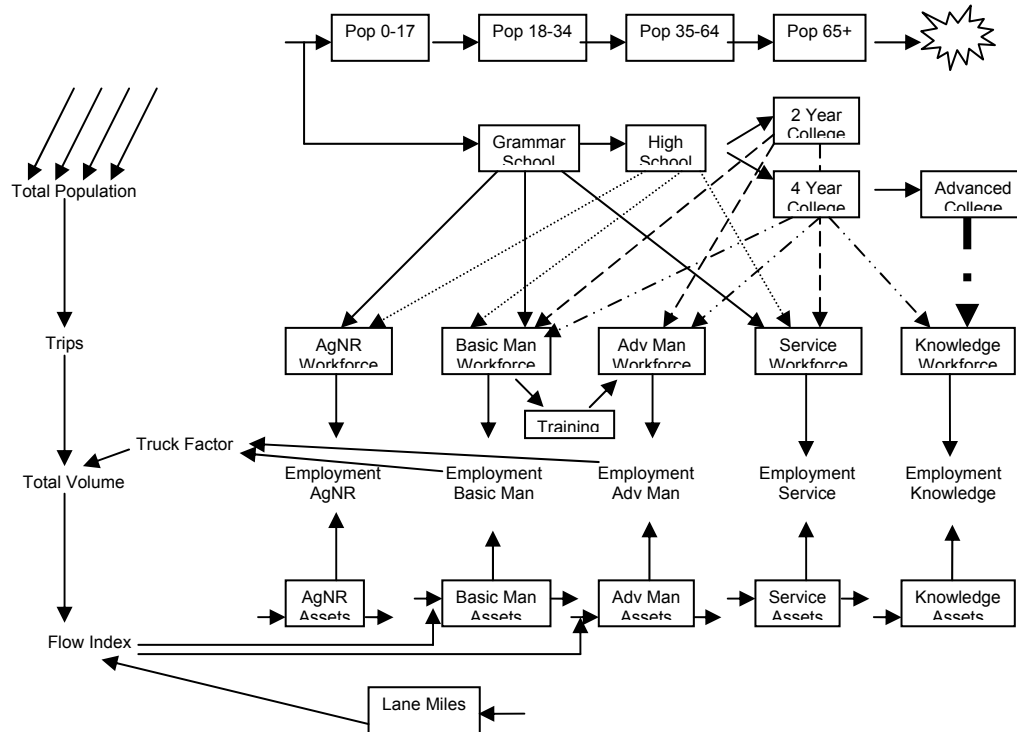 Pop 0-17
Pop 18-34
Pop 35-64
Pop 65+
2 Year
College
Grammar
School
High
School
Total Population
4 Year
College
Advanced
College
Trips
AgNR
Workforce
Basic Man
Workforce
Adv Man
Workforce
Service
Workforce
Knowledge
Workforce
Training
Truck Factor
Total Volume
Employment
AgNR
Employment
Basic Man
Employment
Adv Man
Employment
Service
Employment
Knowledge
AgNR
Assets
Basic Man
Assets
Adv Man
Assets
Service
Assets
Knowledge
Assets
Flow Index
Lane Miles